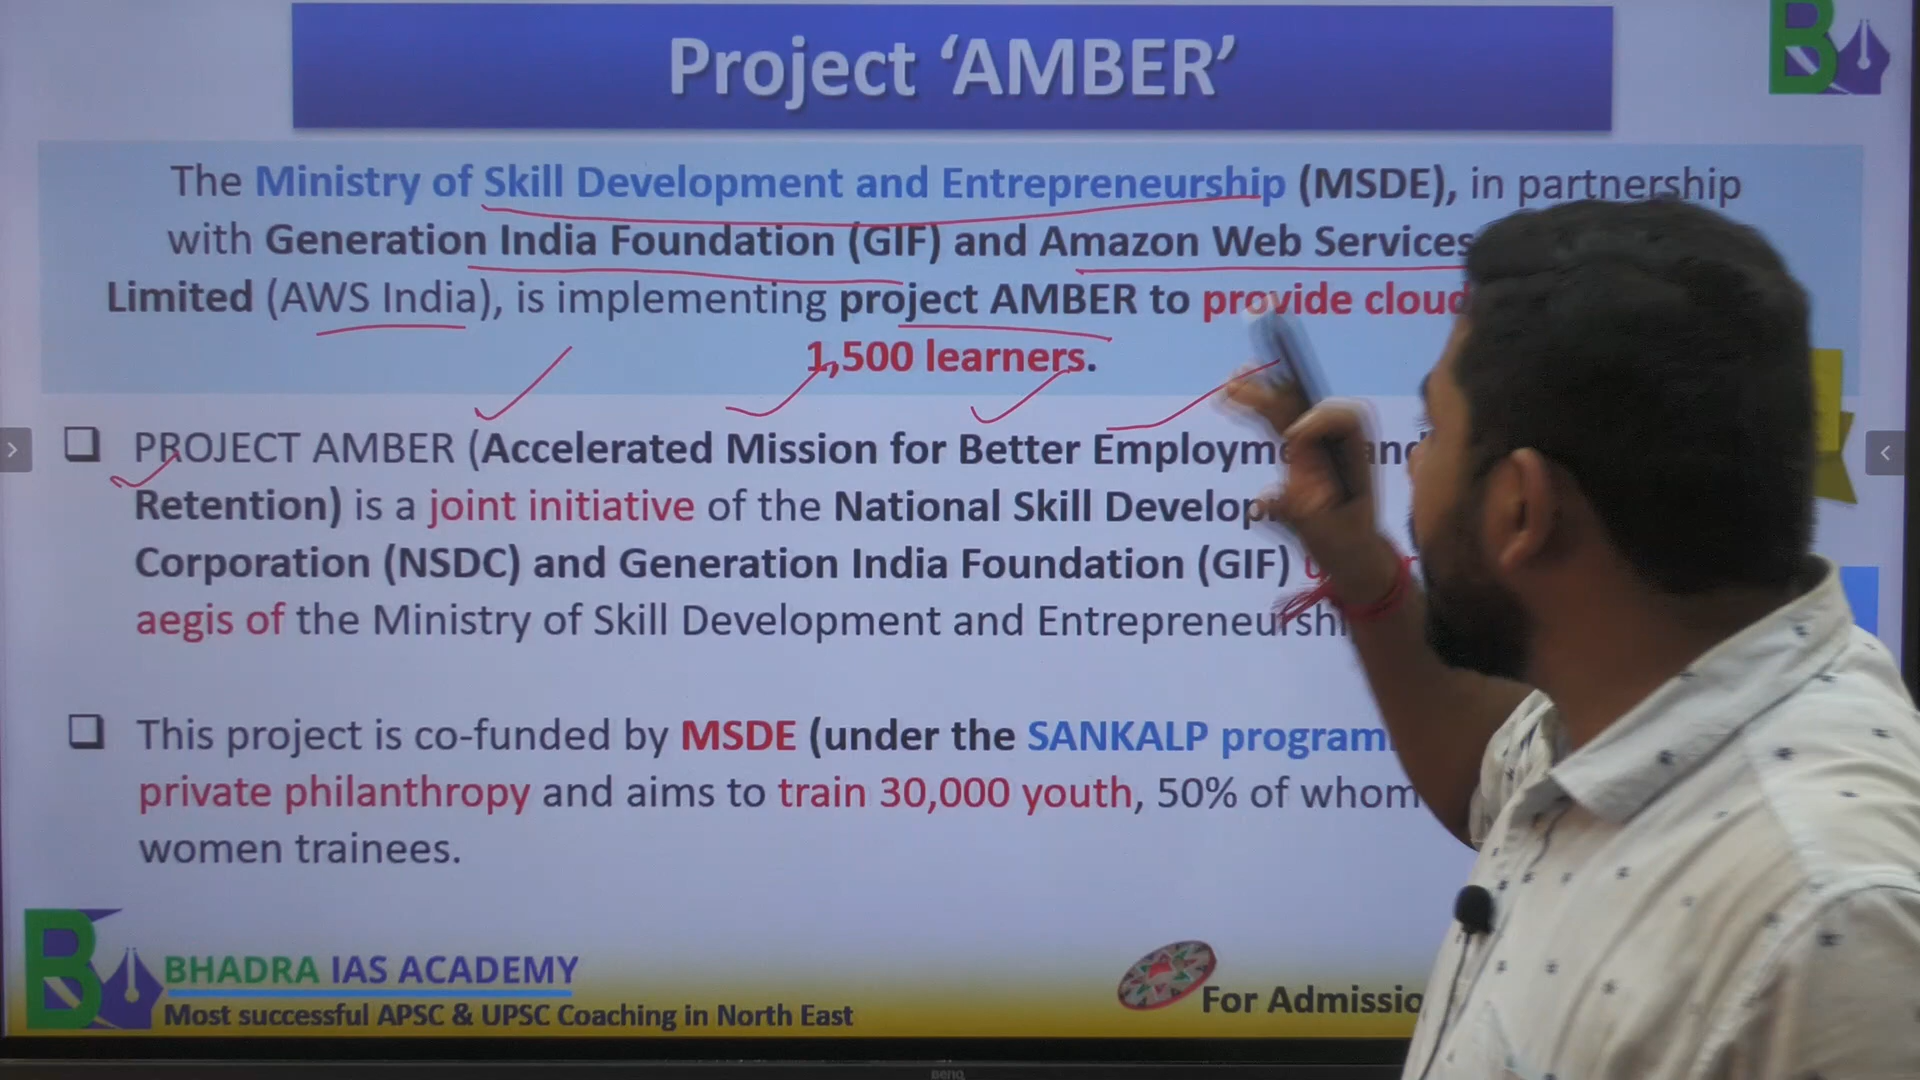 Project ‘AMBER’
The Ministry of Skill Development and Entrepreneurship (MSDE), in partnership
with Generation India Foundation (GIF) and Amazon Web Services
Limited (AWS India), is implementing project AMBER to provide cloud
1,500 learners.
PROJECT AMBER (Accelerated Mission for Better
Retention) is a joint initiative of the National Skill
Corporation (NSDC) and Generation India Foundation (GIF)
aegis of the Ministry of Skill Development and
This project is co-funded by MSDE (under the SANKALP
private philanthropy and aims to train 30,000 youth, 50% of whom
women trainees.
BHADRA IAS ACADEMY
Most successful APSC & UPSC Coaching in North East
For
BenQ